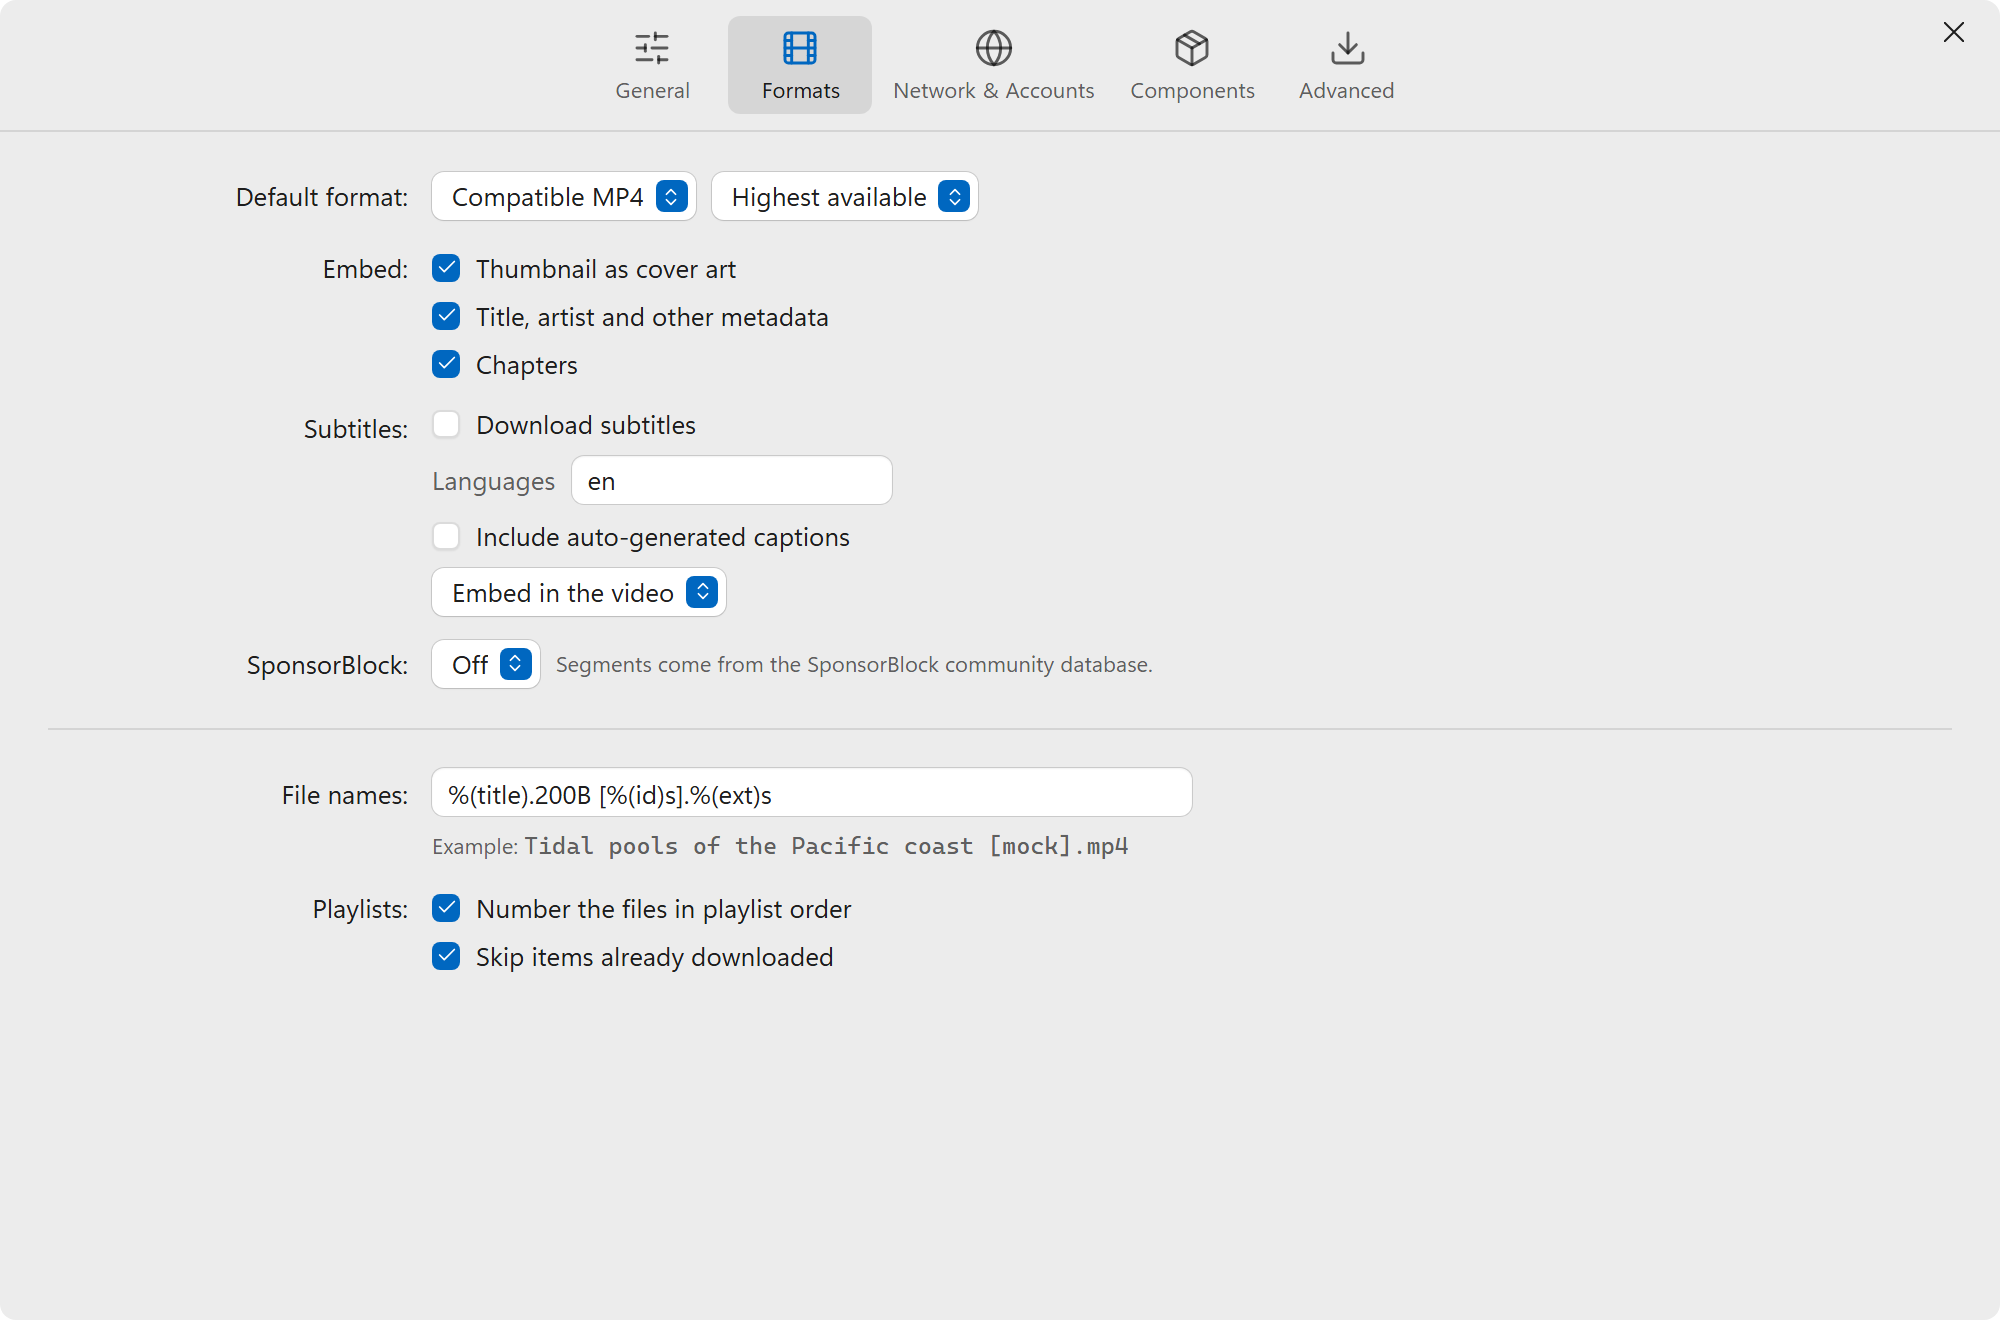 General
Formats
Network & Accounts
Components
Advanced
Default format: Compatible MP4 Highest available
Embed: Thumbnail as cover art
Title, artist and other metadata
Chapters
Subtitles: Download subtitles
Languages en
Include auto-generated captions
Embed in the video
SponsorBlock: Off Segments come from the SponsorBlock community database.
File names: %(title).200B [%(id)s].%(ext)s
Example: Tidal pools of the Pacific coast [mock].mp4
Playlists: Number the files in playlist order
Skip items already downloaded